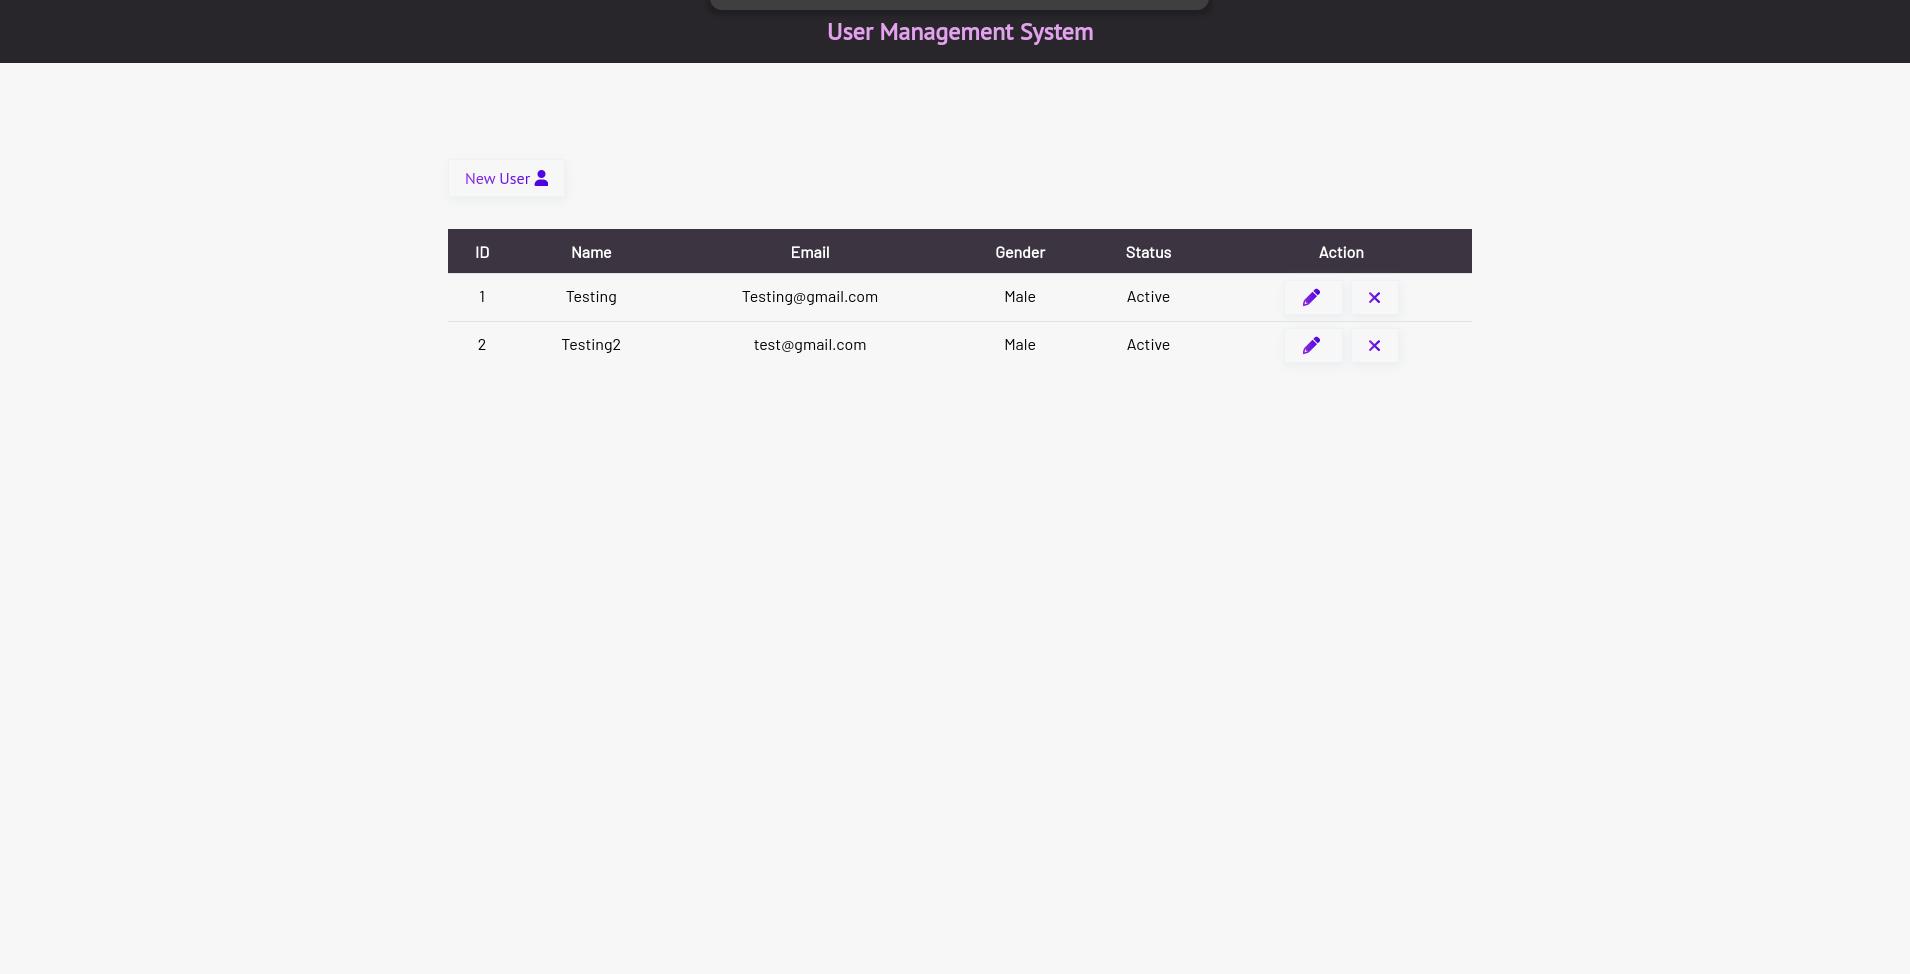 User Management System
New User
ID Name Email Gender Status Action
1 Testing Testing@gmail.com Male Active
2 Testing2 test@gmail.com Male Active